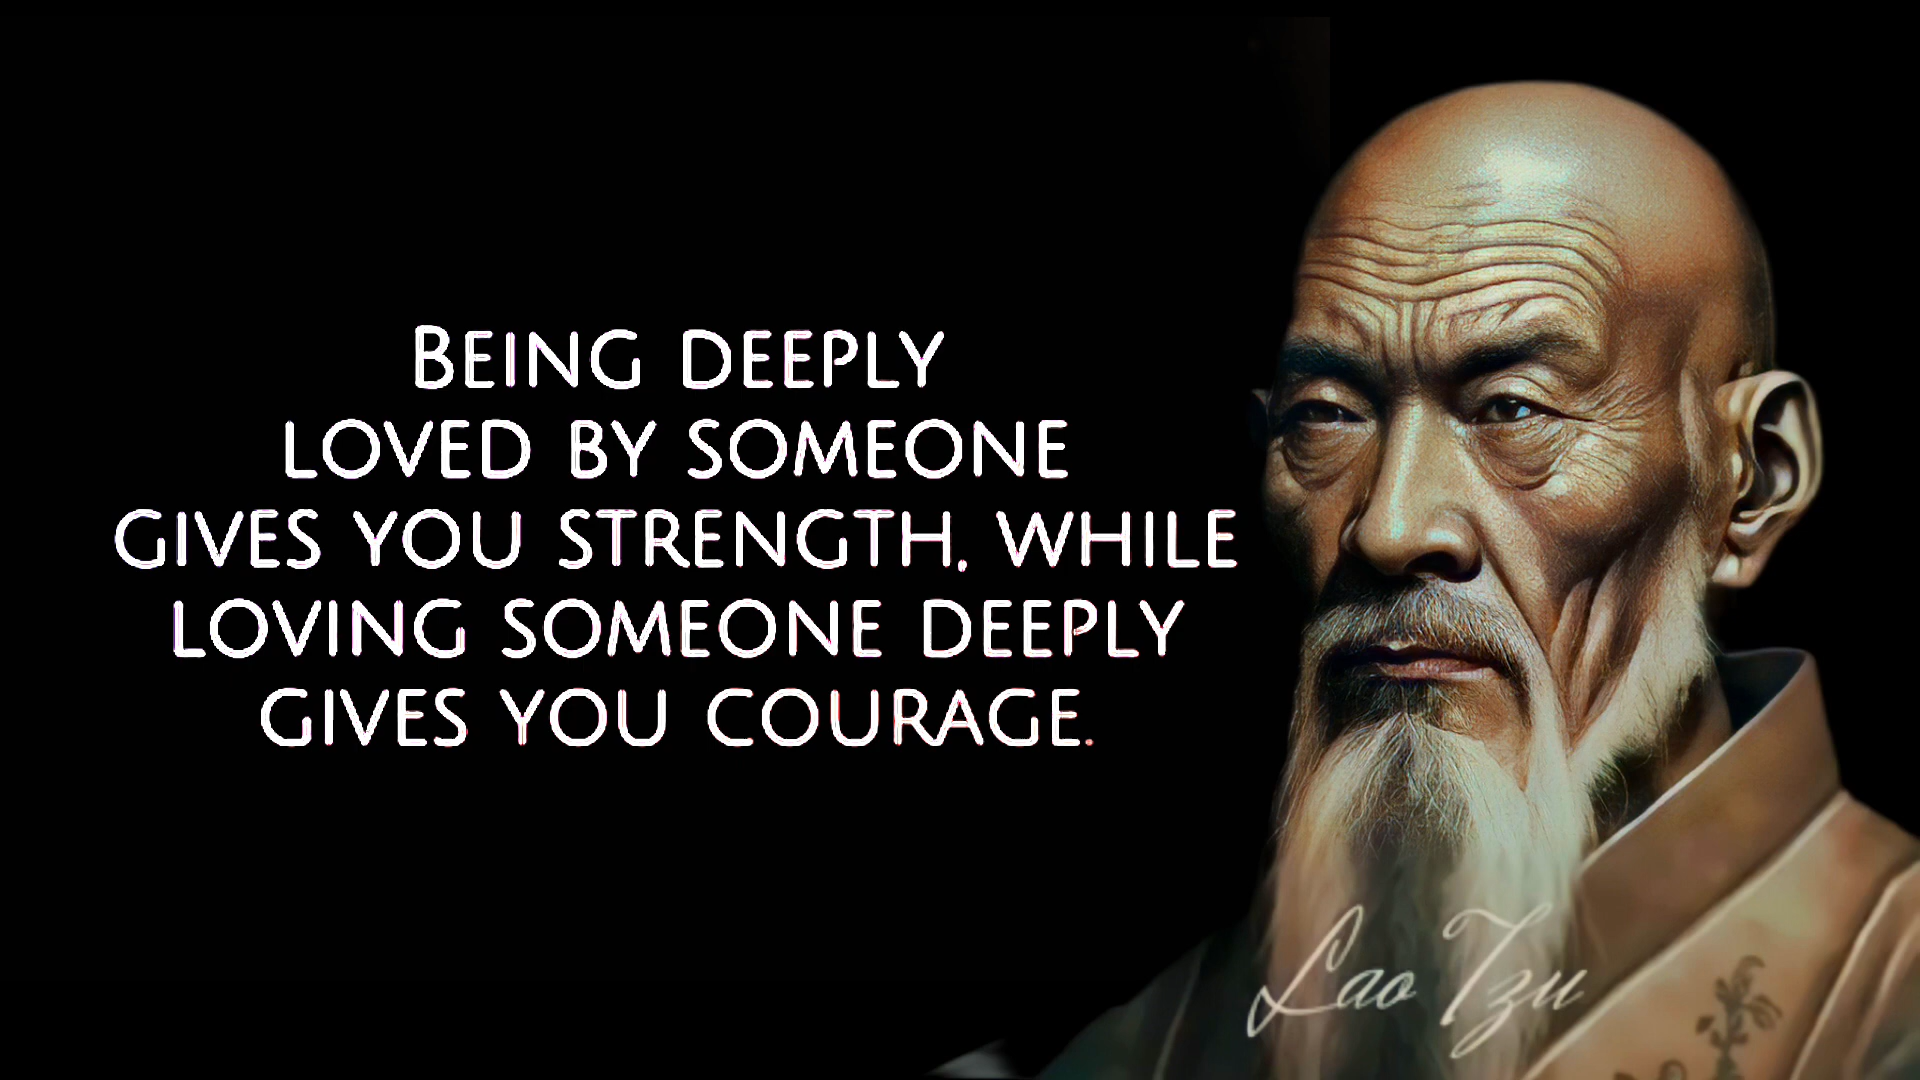 Being deeply
loved by someone
gives you strength, while
loving someone deeply
gives you courage.
Lao Tzu